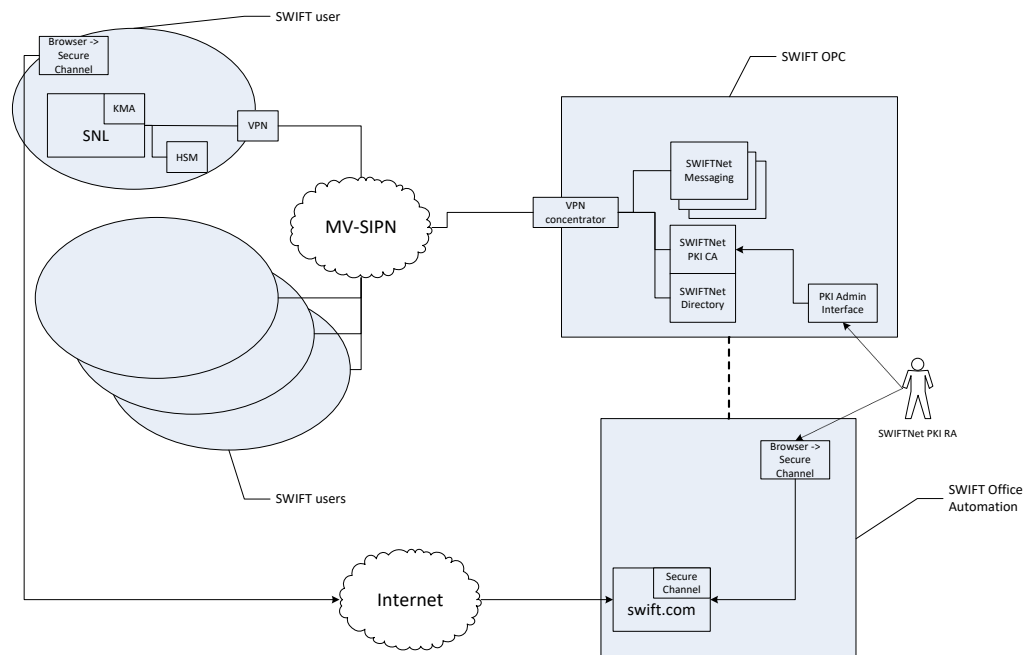 SWIFT user
Browser ->
Secure
Channel
KMA
SNL
HSM
VPN
SWIFT OPC
SWIFTNet
Messaging
VPN
concentrator
MV-SIPN
SWIFTNet
PKI CA
SWIFTNet
Directory
PKI Admin
Interface
SWIFTNet PKI RA
Browser ->
Secure
Channel
SWIFT users
SWIFT Office
Automation
Internet
Secure
Channel
swift.com